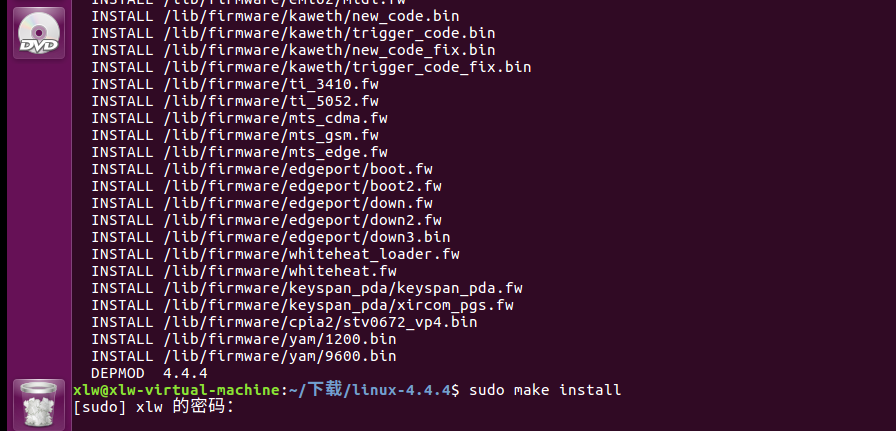 INSTALL /lib/firmware/emi62/midi.fw
INSTALL /lib/firmware/kaweth/new_code.bin
INSTALL /lib/firmware/kaweth/trigger_code.bin
INSTALL /lib/firmware/kaweth/new_code_fix.bin
INSTALL /lib/firmware/kaweth/trigger_code_fix.bin
INSTALL /lib/firmware/ti_3410.fw
INSTALL /lib/firmware/ti_5052.fw
INSTALL /lib/firmware/mts_cdma.fw
INSTALL /lib/firmware/mts_gsm.fw
INSTALL /lib/firmware/mts_edge.fw
INSTALL /lib/firmware/edgeport/boot.fw
INSTALL /lib/firmware/edgeport/boot2.fw
INSTALL /lib/firmware/edgeport/down.fw
INSTALL /lib/firmware/edgeport/down2.fw
INSTALL /lib/firmware/edgeport/down3.bin
INSTALL /lib/firmware/whiteheat_loader.fw
INSTALL /lib/firmware/whiteheat.fw
INSTALL /lib/firmware/keyspan_pda/keyspan_pda.fw
INSTALL /lib/firmware/keyspan_pda/xircom_pgs.fw
INSTALL /lib/firmware/cpia2/stv0672_vp4.bin
INSTALL /lib/firmware/yam/1200.bin
INSTALL /lib/firmware/yam/9600.bin
DEPMOD  4.4.4
xlw@xlw-virtual-machine:~/下载/linux-4.4.4$ sudo make install
[sudo] xlw 的密码：
DVD